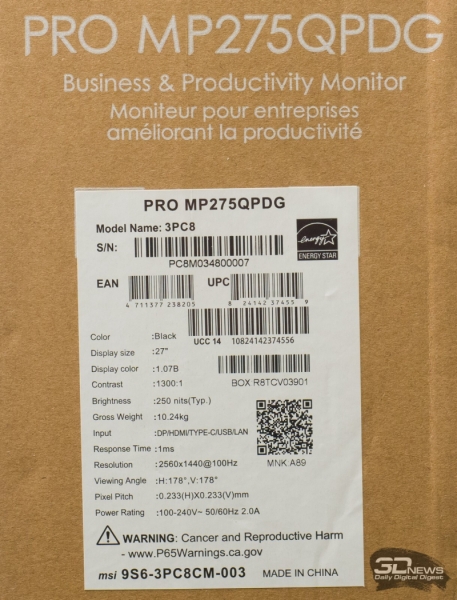 PRO MP275QPDG
Business & Productivity Monitor
Moniteur pour entreprises
améliorant la productivité
PRO MP275QPDG
Model Name: 3PC8
S/N:
PC8M034800007
energy
ENERGY STAR
EAN
4 711377 238205
UPC
8 24142 37455 9
UCC 14 10824142374556
Color :Black
Display size :27"
Display color :1.07B
Contrast :1300:1
BOX R8TCV03901
Brightness :250 nits(Typ.)
Gross Weight :10.24kg
Input :DP/HDMI/TYPE-C/USB/LAN
Response Time :1ms
Resolution :2560x1440@100Hz
MNK.A89
Viewing Angle :H:178°,V:178°
Pixel Pitch :0.233(H)X0.233(V)mm
Power Rating :100-240V~ 50/60Hz 2.0A
WARNING: Cancer and Reproductive Harm
- www.P65Warnings.ca.gov
msi 9S6-3PC8CM-003 MADE IN CHINA
3DNEWS
Daily Digital Digest